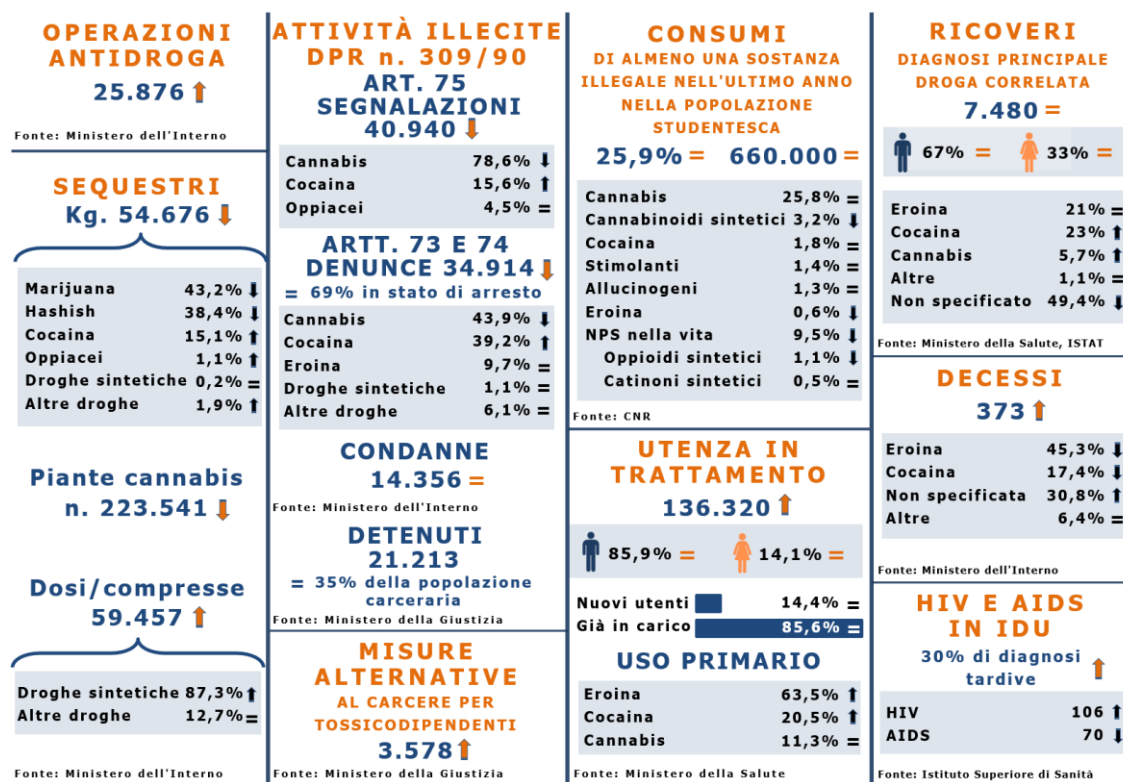 OPERAZIONI
ANTIDROGA
25.876
Fonte: Ministero dell'Interno
SEQUESTRI
Kg. 54.676
Marijuana 43,2%
Hashish 38,4%
Cocaina 15,1%
Oppiacei 1,1%
Droghe sintetiche 0,2% =
Altre droghe 1,9%
Piante cannabis
n. 223.541
Dosi/compresse
59.457
Droghe sintetiche 87,3%
Altre droghe 12,7% =
Fonte: Ministero dell'Interno
ATTIVITÀ ILLECITE
DPR n. 309/90
ART. 75
SEGNALAZIONI
40.940
Cannabis 78,6%
Cocaina 15,6%
Oppiacei 4,5% =
ARTT. 73 E 74
DENUNCE 34.914
= 69% in stato di arresto
Cannabis 43,9%
Cocaina 39,2%
Eroina 9,7% =
Droghe sintetiche 1,1% =
Altre droghe 6,1% =
CONDANNE
14.356 =
Fonte: Ministero dell'Interno
DETENUTI
21.213
= 35% della popolazione
carceraria
Fonte: Ministero della Giustizia
MISURE
ALTERNATIVE
AL CARCERE PER
TOSSICODIPENDENTI
3.578
Fonte: Ministero della Giustizia
CONSUMI
DI ALMENO UNA SOSTANZA
ILLEGALE NELL'ULTIMO ANNO
NELLA POPOLAZIONE
STUDENTESCA
25,9% = 660.000 =
Cannabis 25,8% =
Cannabinoidi sintetici 3,2%
Cocaina 1,8% =
Stimolanti 1,4% =
Allucinogeni 1,3% =
Eroina 0,6%
NPS nella vita 9,5%
Oppioidi sintetici 1,1%
Catinoni sintetici 0,5% =
Fonte: CNR
UTENZA IN
TRATTAMENTO
136.320
85,9% = 14,1% =
Nuovi utenti 14,4% =
Già in carico 85,6% =
USO PRIMARIO
Eroina 63,5%
Cocaina 20,5%
Cannabis 11,3% =
Fonte: Ministero della Salute
RICOVERI
DIAGNOSI PRINCIPALE
DROGA CORRELATA
7.480 =
67% = 33% =
Eroina 21% =
Cocaina 23%
Cannabis 5,7%
Altre 1,1% =
Non specificato 49,4%
Fonte: Ministero della Salute, ISTAT
DECESSI
373
Eroina 45,3%
Cocaina 17,4%
Non specificata 30,8%
Altre 6,4% =
Fonte: Ministero dell'Interno
HIV E AIDS
IN IDU
30% di diagnosi
tardive
HIV 106
AIDS 70
Fonte: Istituto Superiore di Sanità